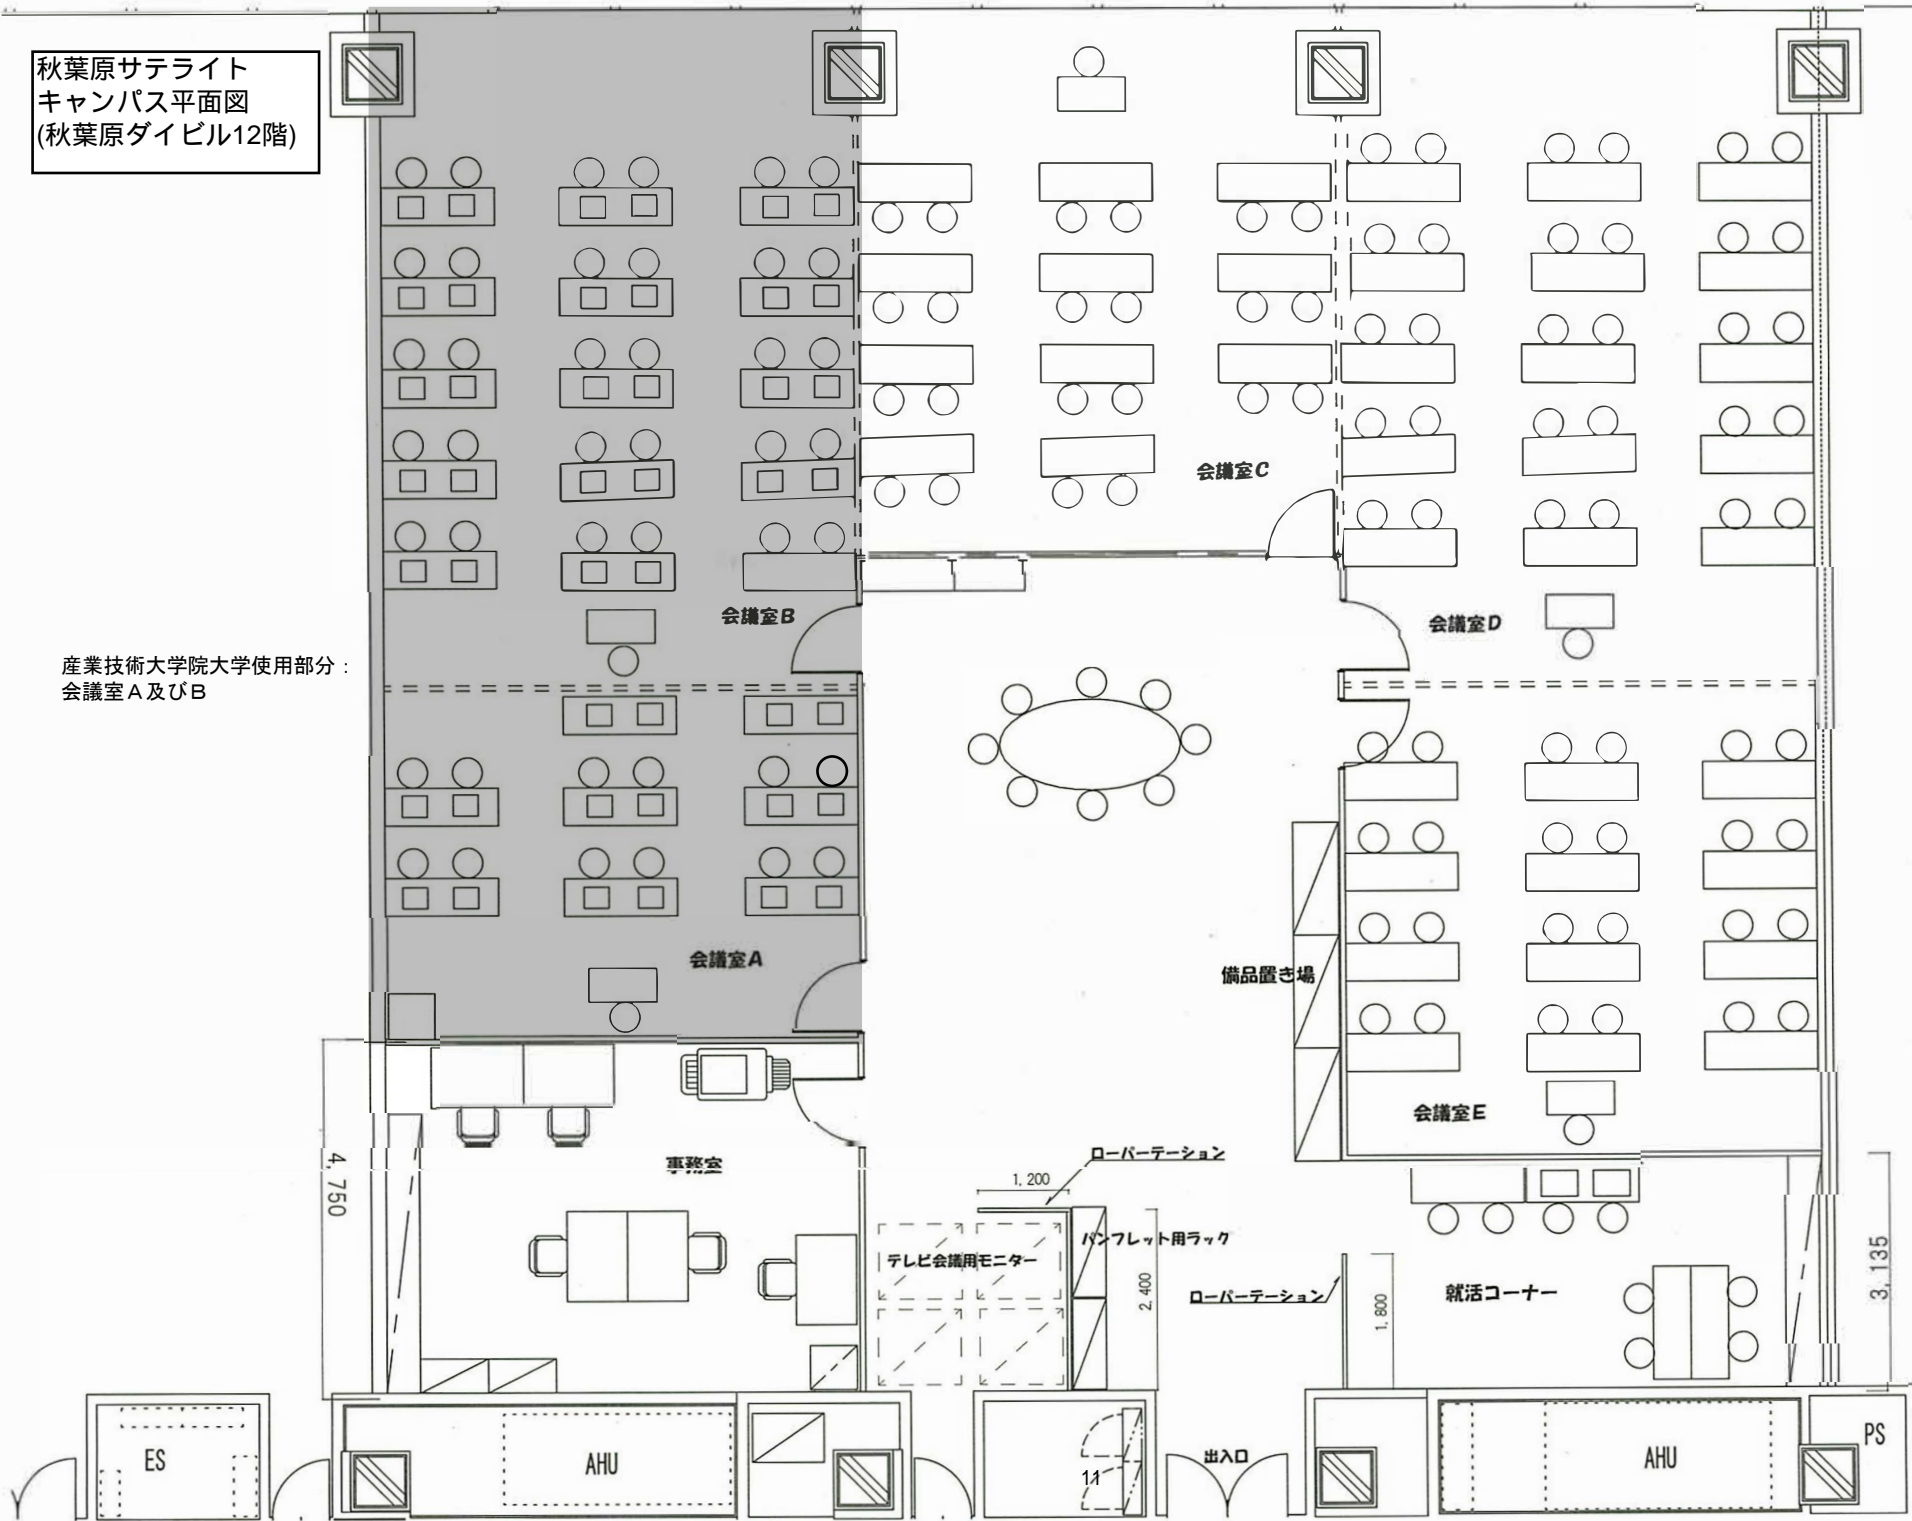 秋葉原サテライト
キャンパス平面図
(秋葉原ダイビル12階)
会議室C
会議室B
会議室D
産業技術大学院大学使用部分：
会議室Ａ及びＢ
会議室A
備品置き場
会議室E
4,750
事務室
ローパーテーション
1,200
パンフレット用ラック
テレビ会議用モニター
2,400
ローパーテーション
1,800
就活コーナー
3,135
ES
AHU
11
出入口
AHU
PS